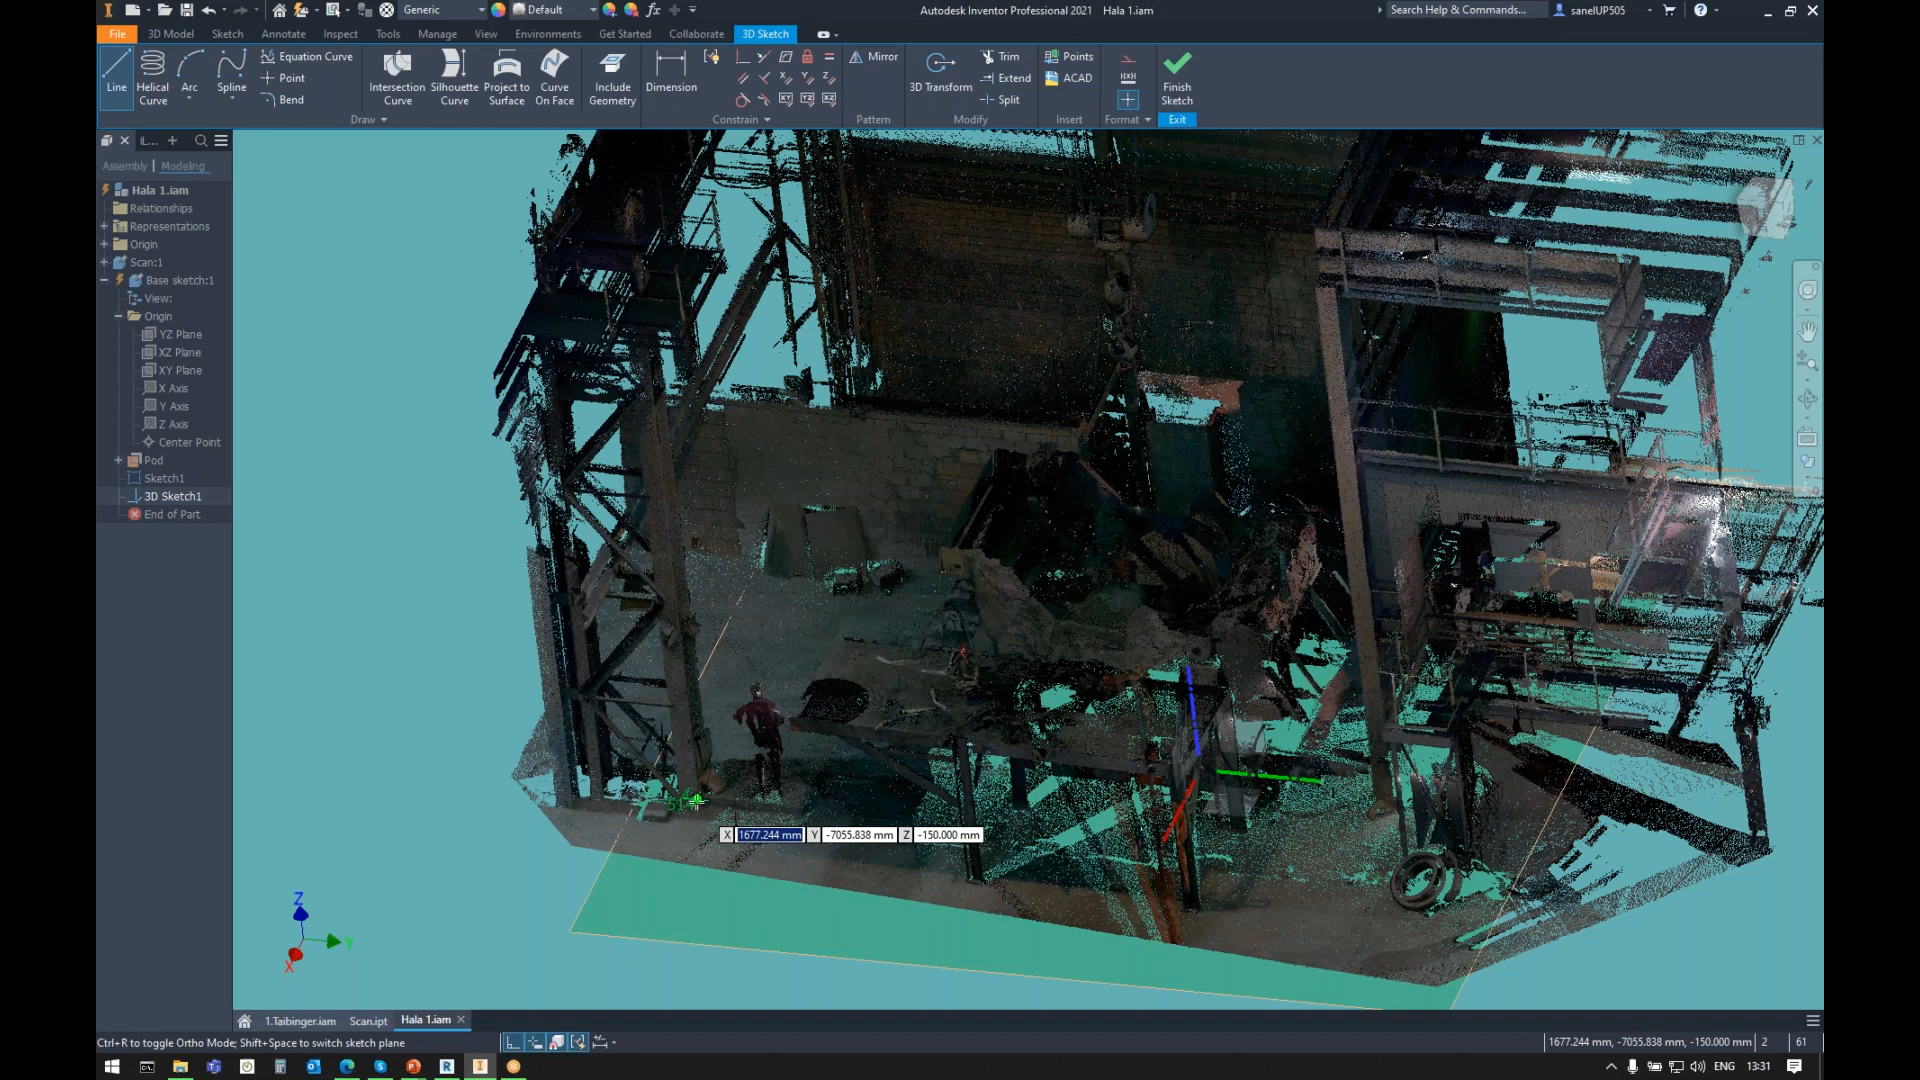 Generic
Default
Autodesk Inventor Professional 2021 Hala 1.iam
Search Help & Commands...
sanelUP505
File
3D Model
Sketch
Annotate
Inspect
Tools
Manage
View
Environments
Get Started
Collaborate
3D Sketch
Line
Helical
Curve
Arc
Spline
Equation Curve
Point
Bend
Draw
Intersection
Curve
Silhouette
Curve
Project to
Surface
Curve
On Face
Include
Geometry
Dimension
Constrain
Mirror
Pattern
3D Transform
Trim
Extend
Split
Modify
Points
ACAD
Insert
Format
Finish
Sketch
Exit
Assembly
Modeling
Hala 1.iam
Relationships
Representations
Origin
Scan:1
Base sketch:1
View:
Origin
YZ Plane
XZ Plane
XY Plane
X Axis
Y Axis
Z Axis
Center Point
Pod
Sketch1
3D Sketch1
End of Part
X 1677.244 mm Y -7055.838 mm Z -150.000 mm
Z
Y
X
1.Taibinger.iam
Scan.ipt
Hala 1.iam
Ctrl+R to toggle Ortho Mode; Shift+Space to switch sketch plane
1677.244 mm, -7055.838 mm, -150.000 mm 2 61
ENG 13:31